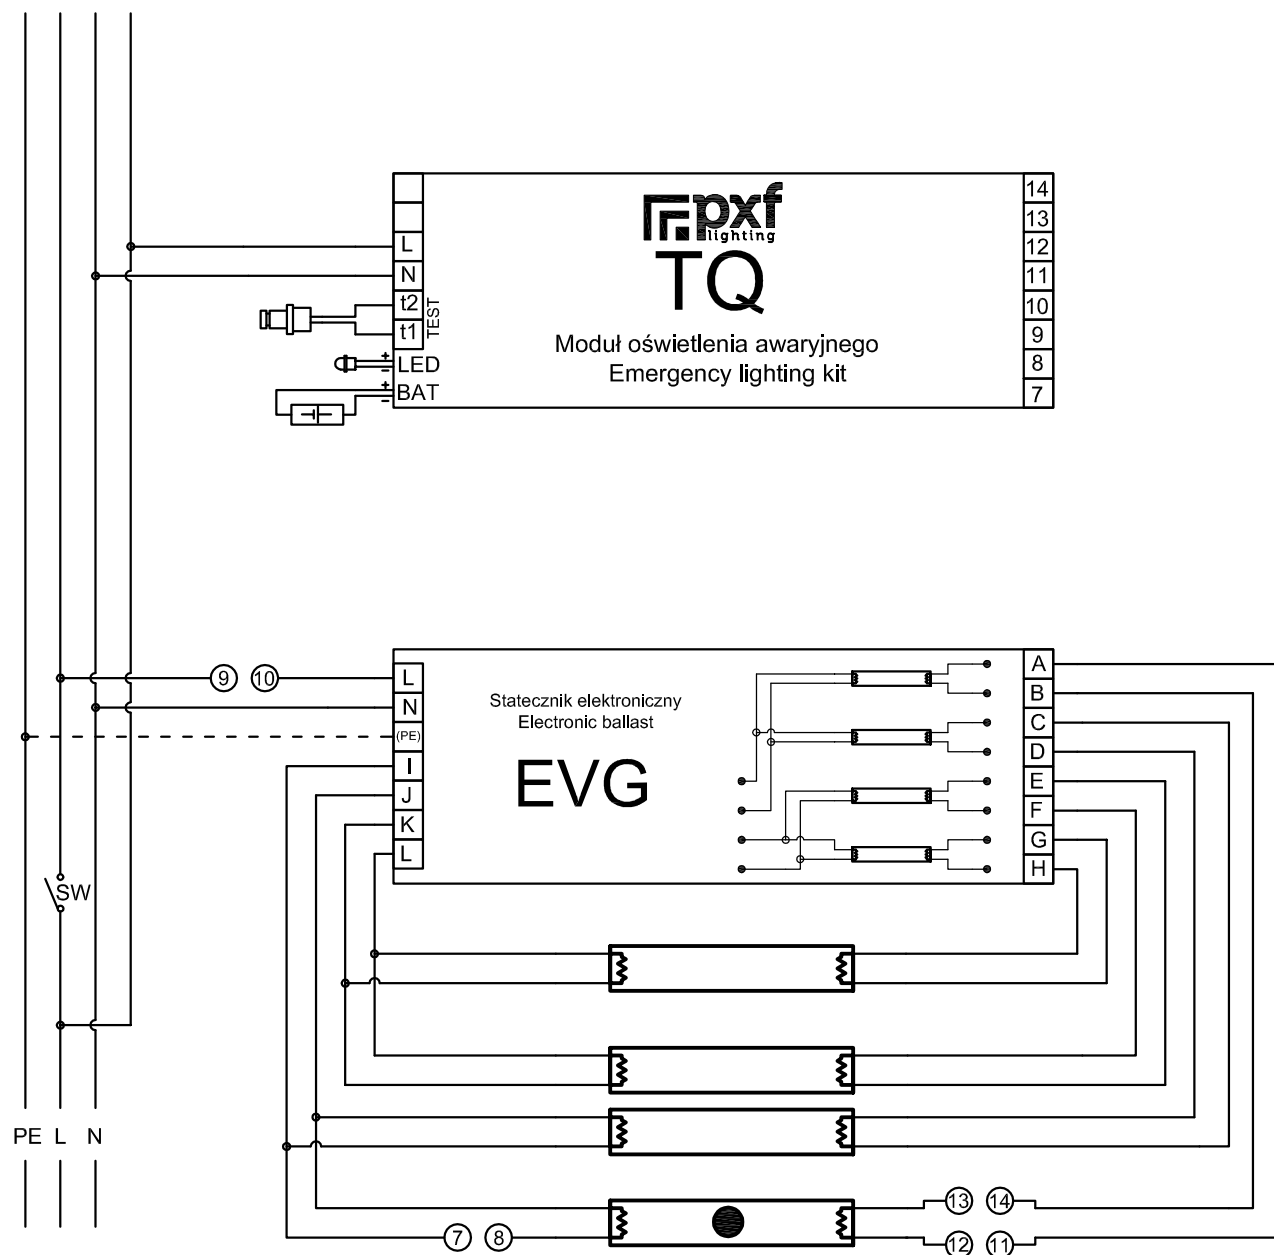 pxf
lighting
TQ
Moduł oświetlenia awaryjnego
Emergency lighting kit
L
N
t2
t1
TEST
+
−
LED
+
−
BAT
14
13
12
11
10
9
8
7
9 10
Statecznik elektroniczny
Electronic ballast
EVG
L
N
(PE)
I
J
K
L
A
B
C
D
E
F
G
H
SW
PE L N
13 14
7 8
12 11